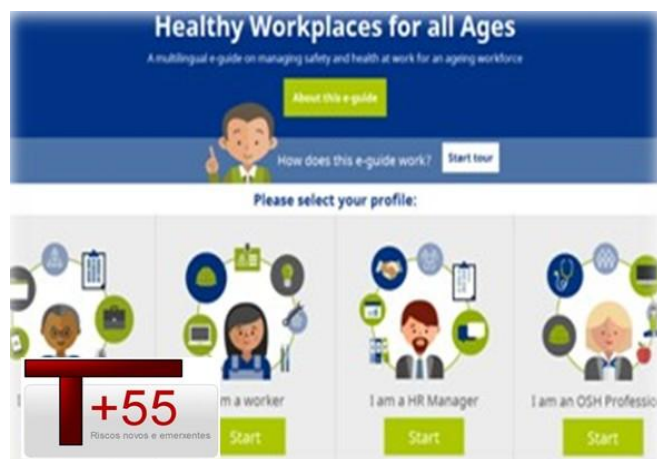 Healthy Workplaces for all Ages
A multilingual e-guide on managing safety and health at work for an ageing workforce
About this e-guide
How does this e-guide work?
Start tour
Please select your profile:
I
m a worker
I am a HR Manager
I am an OSH Professio
T
+55
Riscos novos e emerxentes
Start
Start
Start